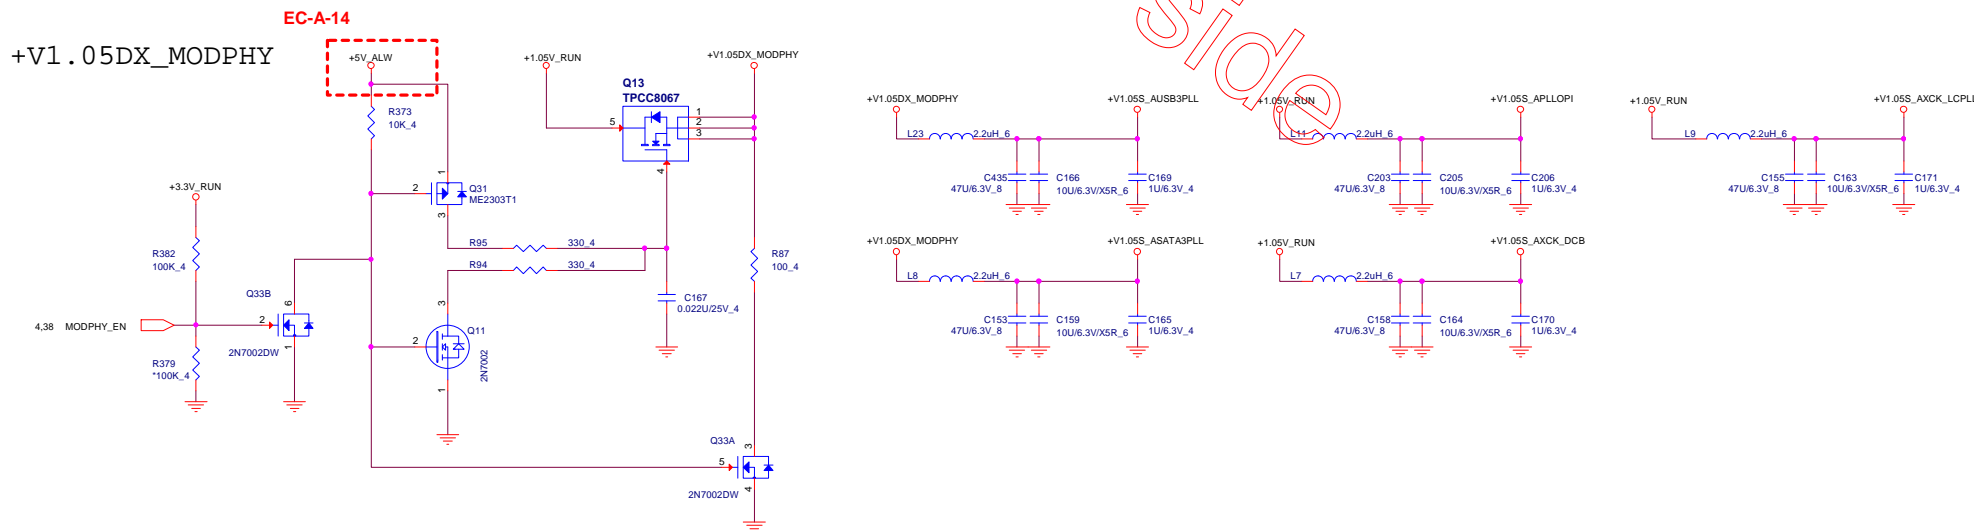 EC-A-14
+V1.05DX_MODPHY
+5V_ALW
R373
10K_4
+3.3V_RUN
R382
100K_4
4,38 MODPHY_EN
R379
*100K_4
Q33B
6
2
1
2N7002DW
1
2
3
Q31
ME2303T1
R95 330_4
R94 330_4
3
2
1
Q11
2N7002
C167
0.022U/25V_4
+1.05V_RUN
Q13
TPCC8067
5
1
2
3
4
+V1.05DX_MODPHY
R87
100_4
Q33A
3
5
4
2N7002DW
side
+V1.05DX_MODPHY
+V1.05S_AUSB3PLL
L23 2.2uH_6
C435
47U/6.3V_8
C166
10U/6.3V/X5R_6
C169
1U/6.3V_4
+1.05V_RUN
+V1.05S_APLLOPI
L11 2.2uH_6
C203
47U/6.3V_8
C205
10U/6.3V/X5R_6
C206
1U/6.3V_4
+1.05V_RUN
+V1.05S_AXCK_LCPLL
L9 2.2uH_6
C155
47U/6.3V_8
C163
10U/6.3V/X5R_6
C171
1U/6.3V_4
+V1.05DX_MODPHY
+V1.05S_ASATA3PLL
L8 2.2uH_6
C153
47U/6.3V_8
C159
10U/6.3V/X5R_6
C165
1U/6.3V_4
+1.05V_RUN
+V1.05S_AXCK_DCB
L7 2.2uH_6
C158
47U/6.3V_8
C164
10U/6.3V/X5R_6
C170
1U/6.3V_4